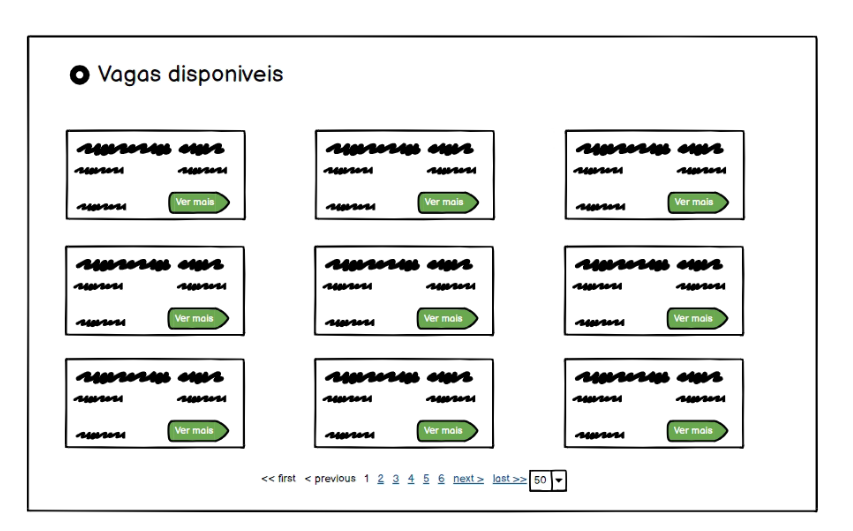 Vagas disponiveis
Ver mais Ver mais Ver mais
Ver mais Ver mais Ver mais
Ver mais Ver mais Ver mais
<< first < previous 1 2 3 4 5 6 next > last >> 50